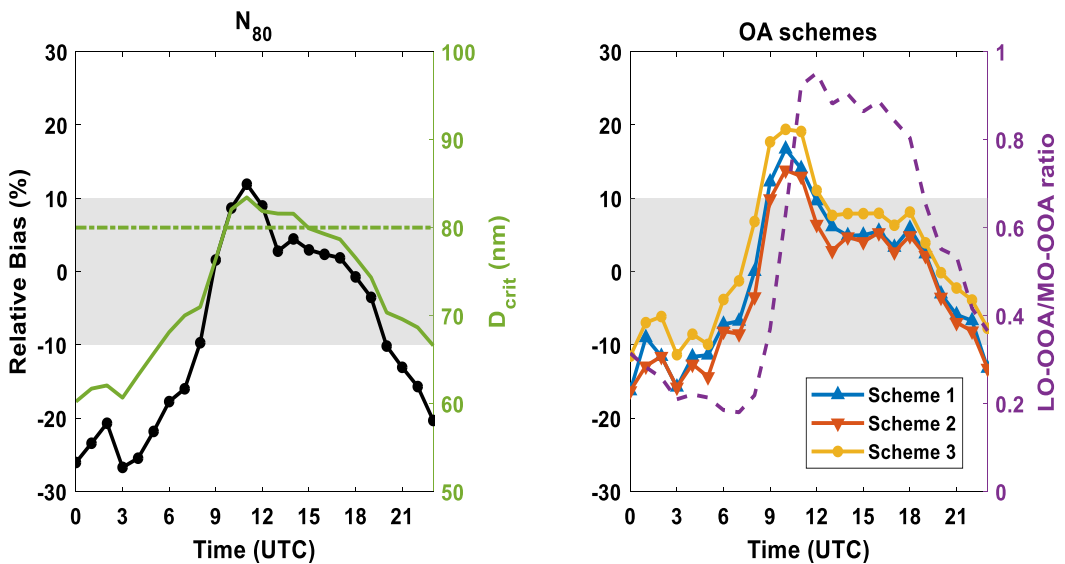 N80
30
20
10
0
-10
-20
-30
Relative Bias (%)
100
90
80
70
60
50
Dcrit (nm)
0 3 6 9 12 15 18 21
Time (UTC)
OA schemes
30
20
10
0
-10
-20
-30
1
0.8
0.6
0.4
0.2
0
LO-OOA/MO-OOA ratio
Scheme 1
Scheme 2
Scheme 3
0 3 6 9 12 15 18 21
Time (UTC)